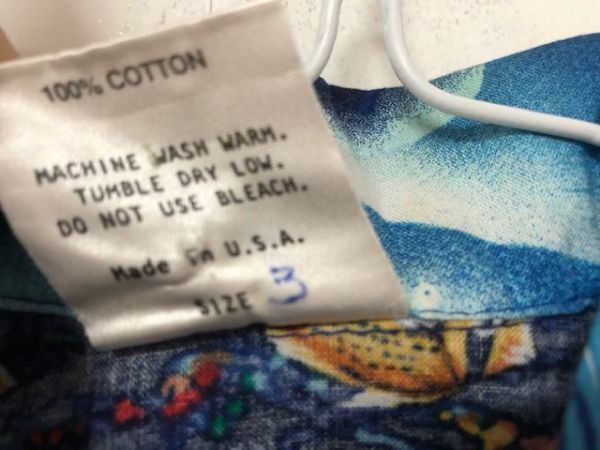 100% COTTON
MACHINE WASH WARM.
TUMBLE DRY LOW.
DO NOT USE BLEACH.
Made in U.S.A.
SIZE 3